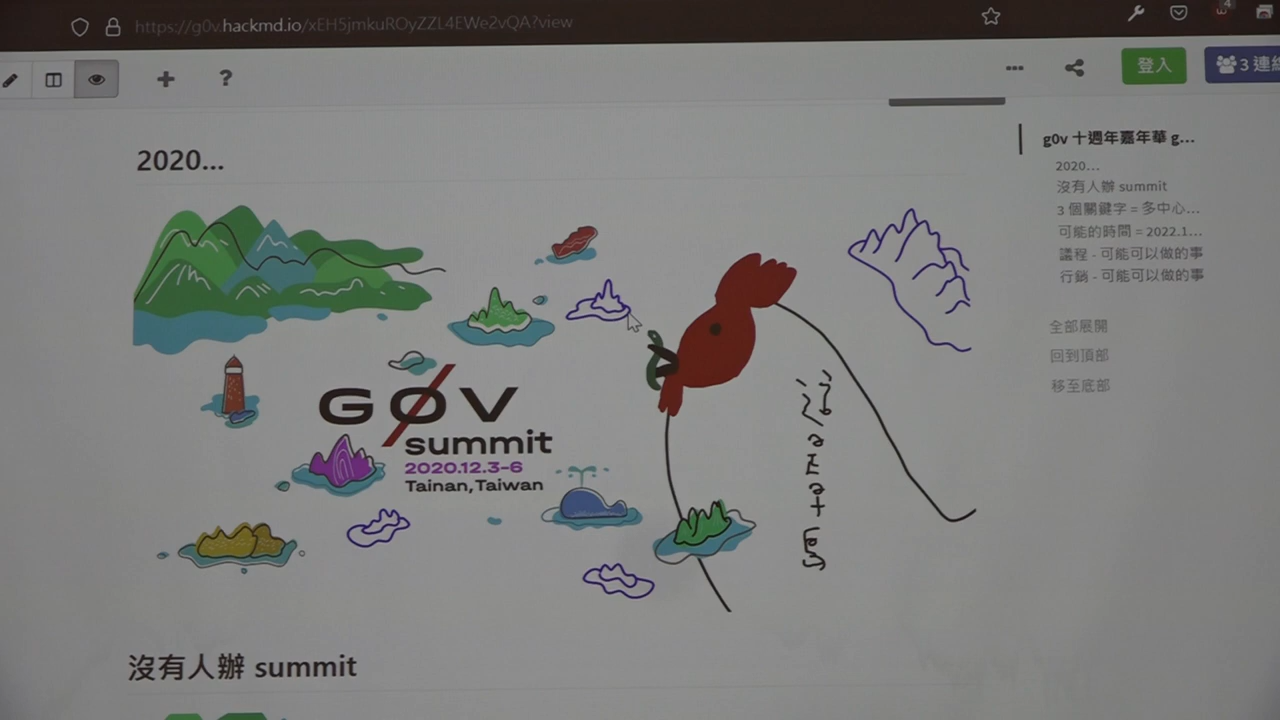 https://g0v.hackmd.io/xEH5jmkuROyZZL4EWe2vQA?view
4
?
登入
3 連線
2020...
G0V
summit
2020.12.3-6
Tainan, Taiwan
沒有人辦 summit
g0v 十週年嘉年華 g...
2020...
沒有人辦 summit
3 個關鍵字 = 多中心...
可能的時間 = 2022.1...
議程 - 可能可以做的事
行銷 - 可能可以做的事
全部展開
回到頂部
移至底部